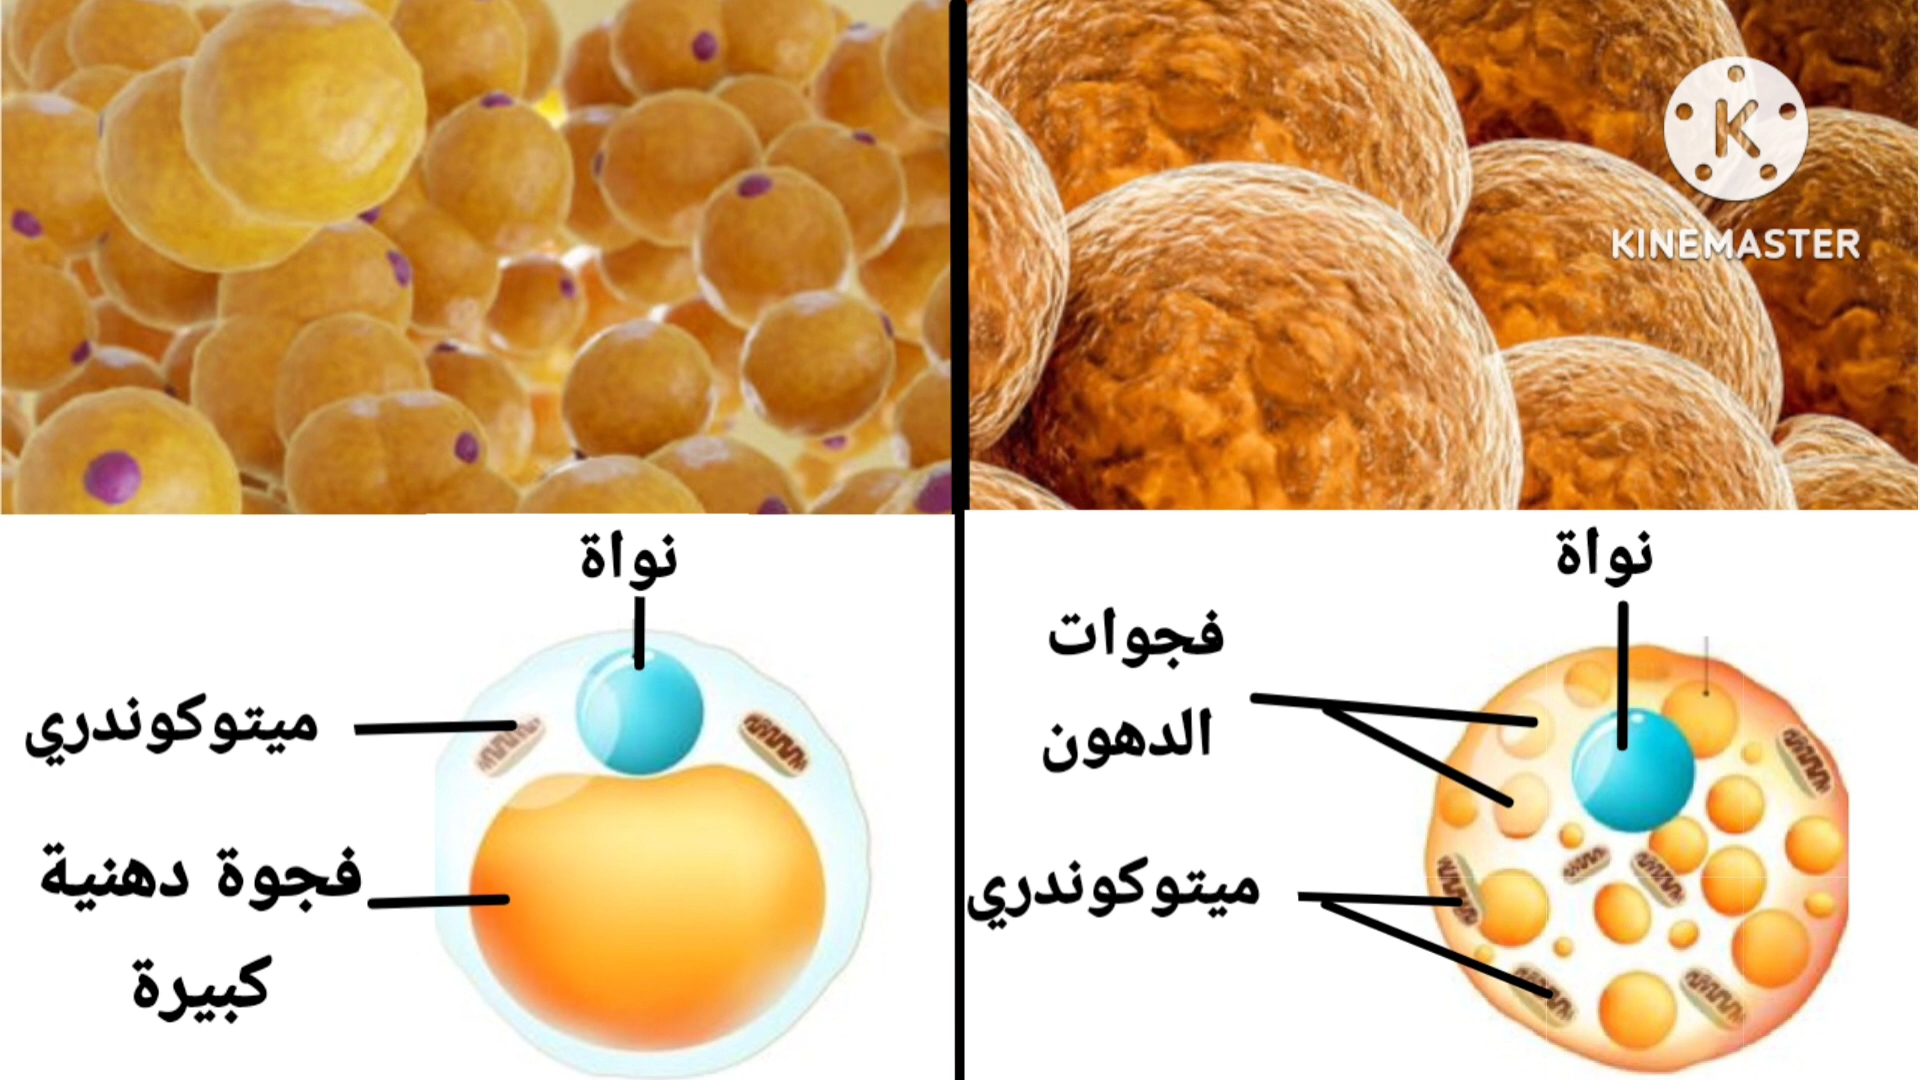 K
KINEMASTER
نواة
ميتوكوندري
فجوة دهنية
كبيرة
نواة
فجوات
الدهون
ميتوكوندري